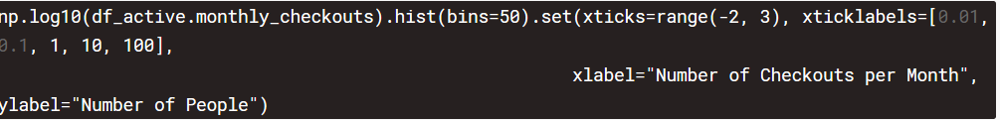 np.log10(df_active.monthly_checkouts).hist(bins=50).set(xticks=range(-2, 3), xticklabels=[0.01,
0.1, 1, 10, 100],
xlabel="Number of Checkouts per Month",
ylabel="Number of People")